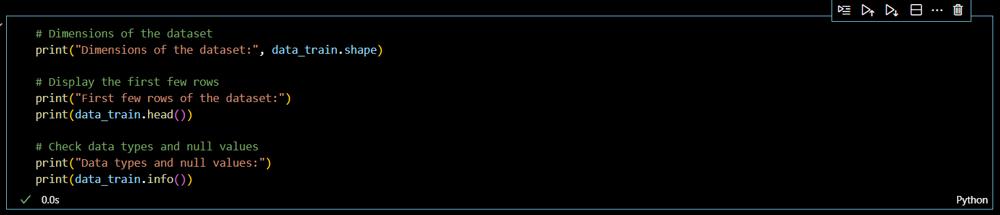 # Dimensions of the dataset
print("Dimensions of the dataset:", data_train.shape)
# Display the first few rows
print("First few rows of the dataset:")
print(data_train.head())
# Check data types and null values
print("Data types and null values:")
print(data_train.info())
0.0s
Python